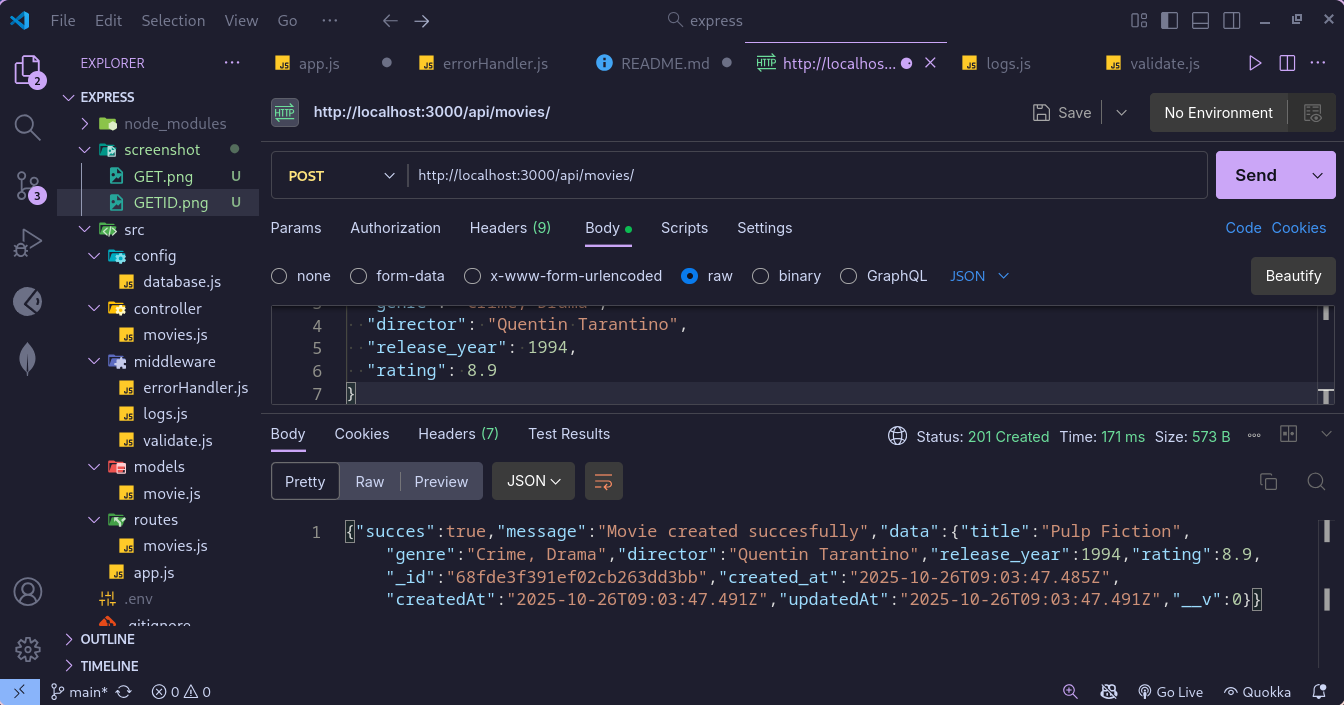 File Edit Selection View Go ··· express
EXPLORER ···
app.js errorHandler.js README.md http://localhos... logs.js validate.js ···
2
EXPRESS
node_modules
screenshot
GET.png U
GETID.png U
src
config
database.js
controller
movies.js
middleware
errorHandler.js
logs.js
validate.js
models
movie.js
routes
movies.js
app.js
.env
.gitignore
OUTLINE
TIMELINE
3
HTTP http://localhost:3000/api/movies/ Save No Environment
POST http://localhost:3000/api/movies/ Send
Params Authorization Headers (9) Body Scripts Settings Code Cookies
none form-data x-www-form-urlencoded raw binary GraphQL JSON Beautify
3 "genre": "Crime, Drama",
4 "director": "Quentin Tarantino",
5 "release_year": 1994,
6 "rating": 8.9
7 }
Body Cookies Headers (7) Test Results Status: 201 Created Time: 171 ms Size: 573 B
Pretty Raw Preview JSON
1 {"succes":true,"message":"Movie created succesfully","data":{"title":"Pulp Fiction",
"genre":"Crime, Drama","director":"Quentin Tarantino","release_year":1994,"rating":8.9,
"_id":"68fde3f391ef02cb263dd3bb","created_at":"2025-10-26T09:03:47.485Z",
"createdAt":"2025-10-26T09:03:47.491Z","updatedAt":"2025-10-26T09:03:47.491Z","__v":0}}
main* 0 0 Go Live Quokka